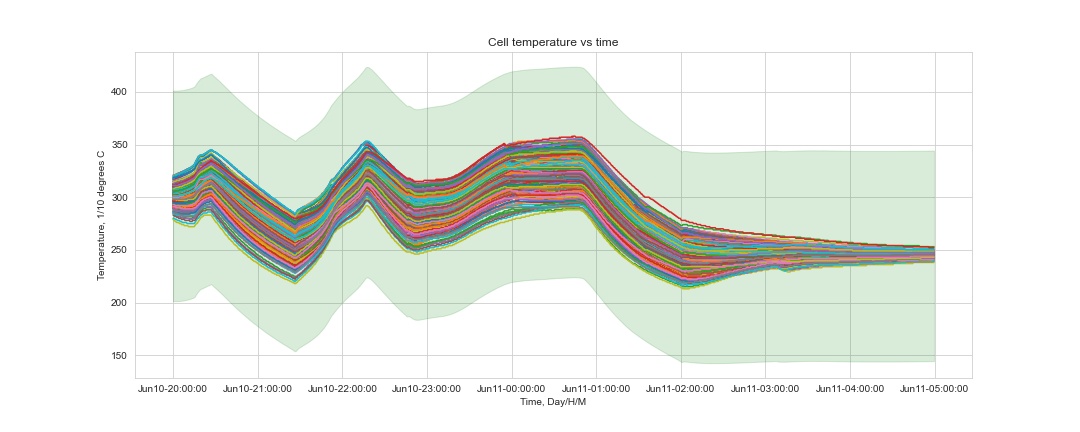 Cell temperature vs time
Temperature, 1/10 degrees C
400
350
300
250
200
150
Jun10-20:00:00 Jun10-21:00:00 Jun10-22:00:00 Jun10-23:00:00 Jun11-00:00:00 Jun11-01:00:00 Jun11-02:00:00 Jun11-03:00:00 Jun11-04:00:00 Jun11-05:00:00
Time, Day/H/M